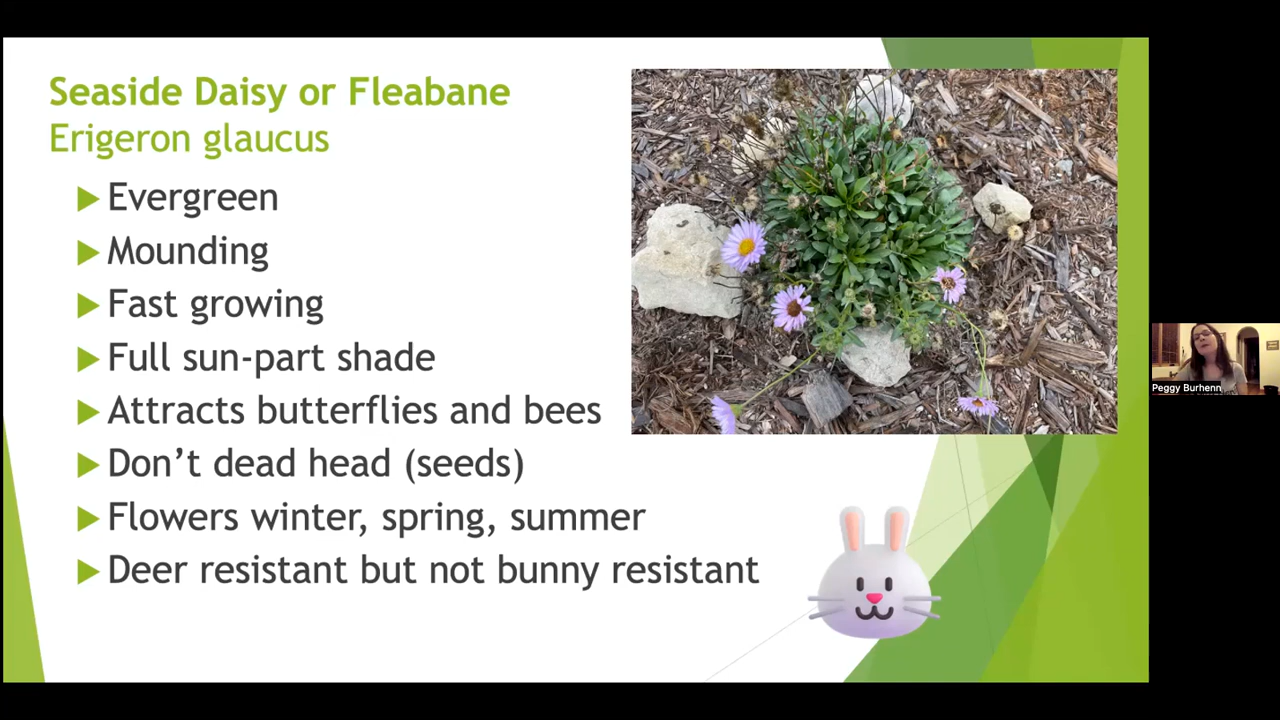 Seaside Daisy or Fleabane
Erigeron glaucus
Evergreen
Mounding
Fast growing
Full sun-part shade
Attracts butterflies and bees
Don’t dead head (seeds)
Flowers winter, spring, summer
Deer resistant but not bunny resistant
Peggy Burhenn